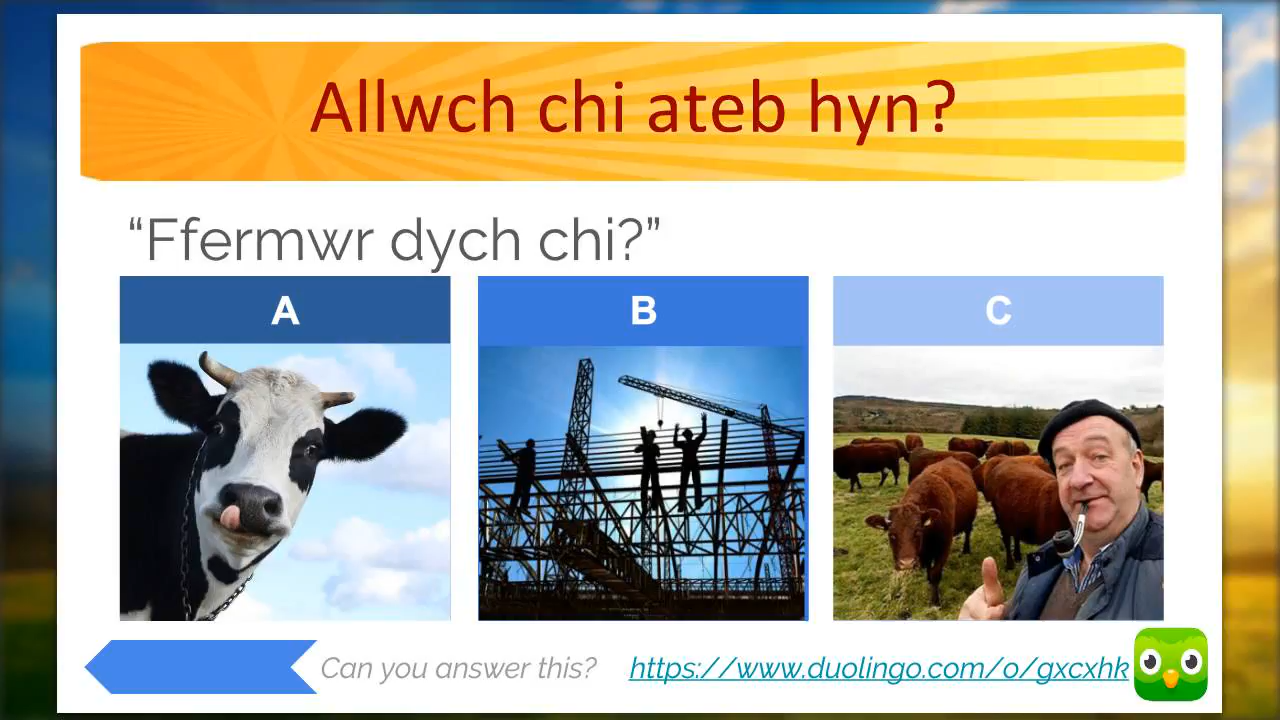 Allwch chi ateb hyn?
“Ffermwr dych chi?”
A
B
C
Can you answer this? https://www.duolingo.com/o/gxcxhk